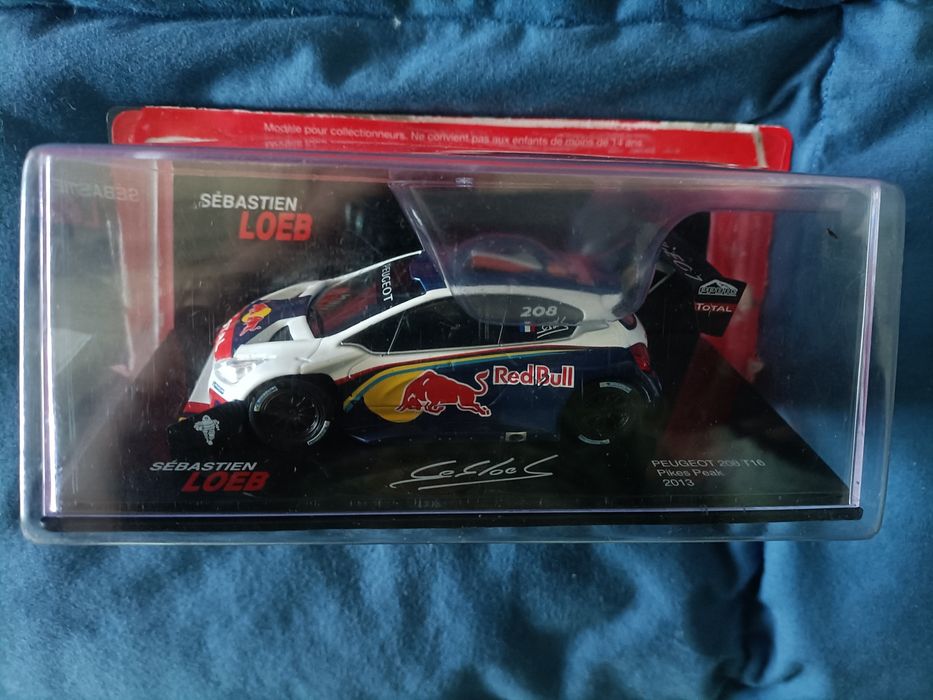 Modèle pour collectionneurs. Ne convient pas aux enfants de moins de 14 ans.
SÉBASTIEN
LOEB
PEUGEOT
208
TOTAL
Red Bull
SÉBASTIEN
LOEB
PEUGEOT 208 T16
Pikes Peak
2013